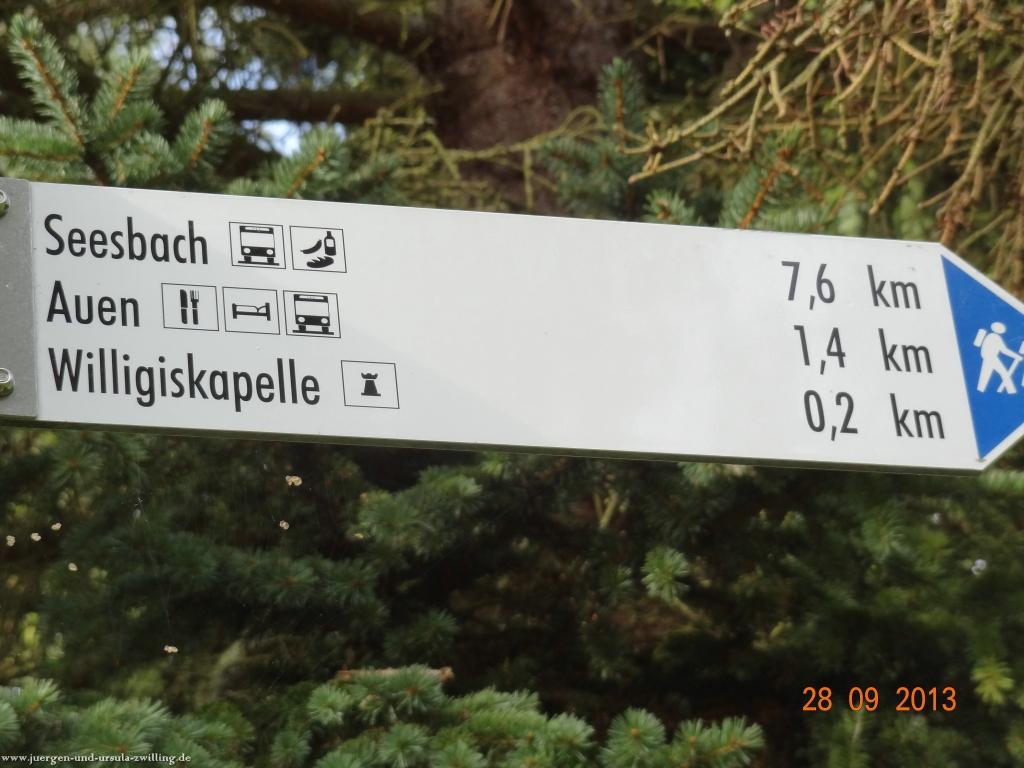 Seesbach 7,6 km
Auen 1,4 km
Willigiskapelle 0,2 km
28 09 2013
www.juergen-und-ursula-zwilling.de